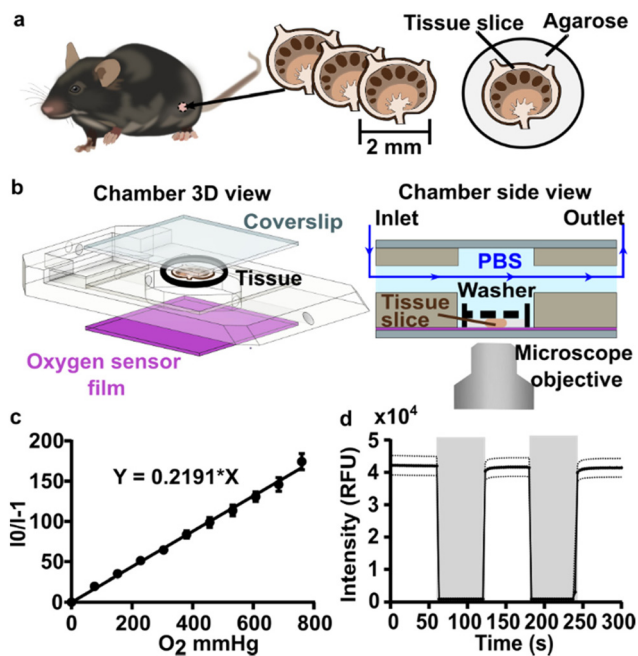 a
Tissue slice
Agarose
2 mm
b
Chamber 3D view
Coverslip
Tissue
Oxygen sensor
film
Chamber side view
Inlet
Outlet
PBS
Washer
Tissue
slice
Microscope
objective
c
I0/I-1
200
150
100
50
0
Y = 0.2191*X
0 200 400 600 800
O₂ mmHg
d
x10⁴
Intensity (RFU)
5
4
3
2
1
0
0 50 100 150 200 250 300
Time (s)